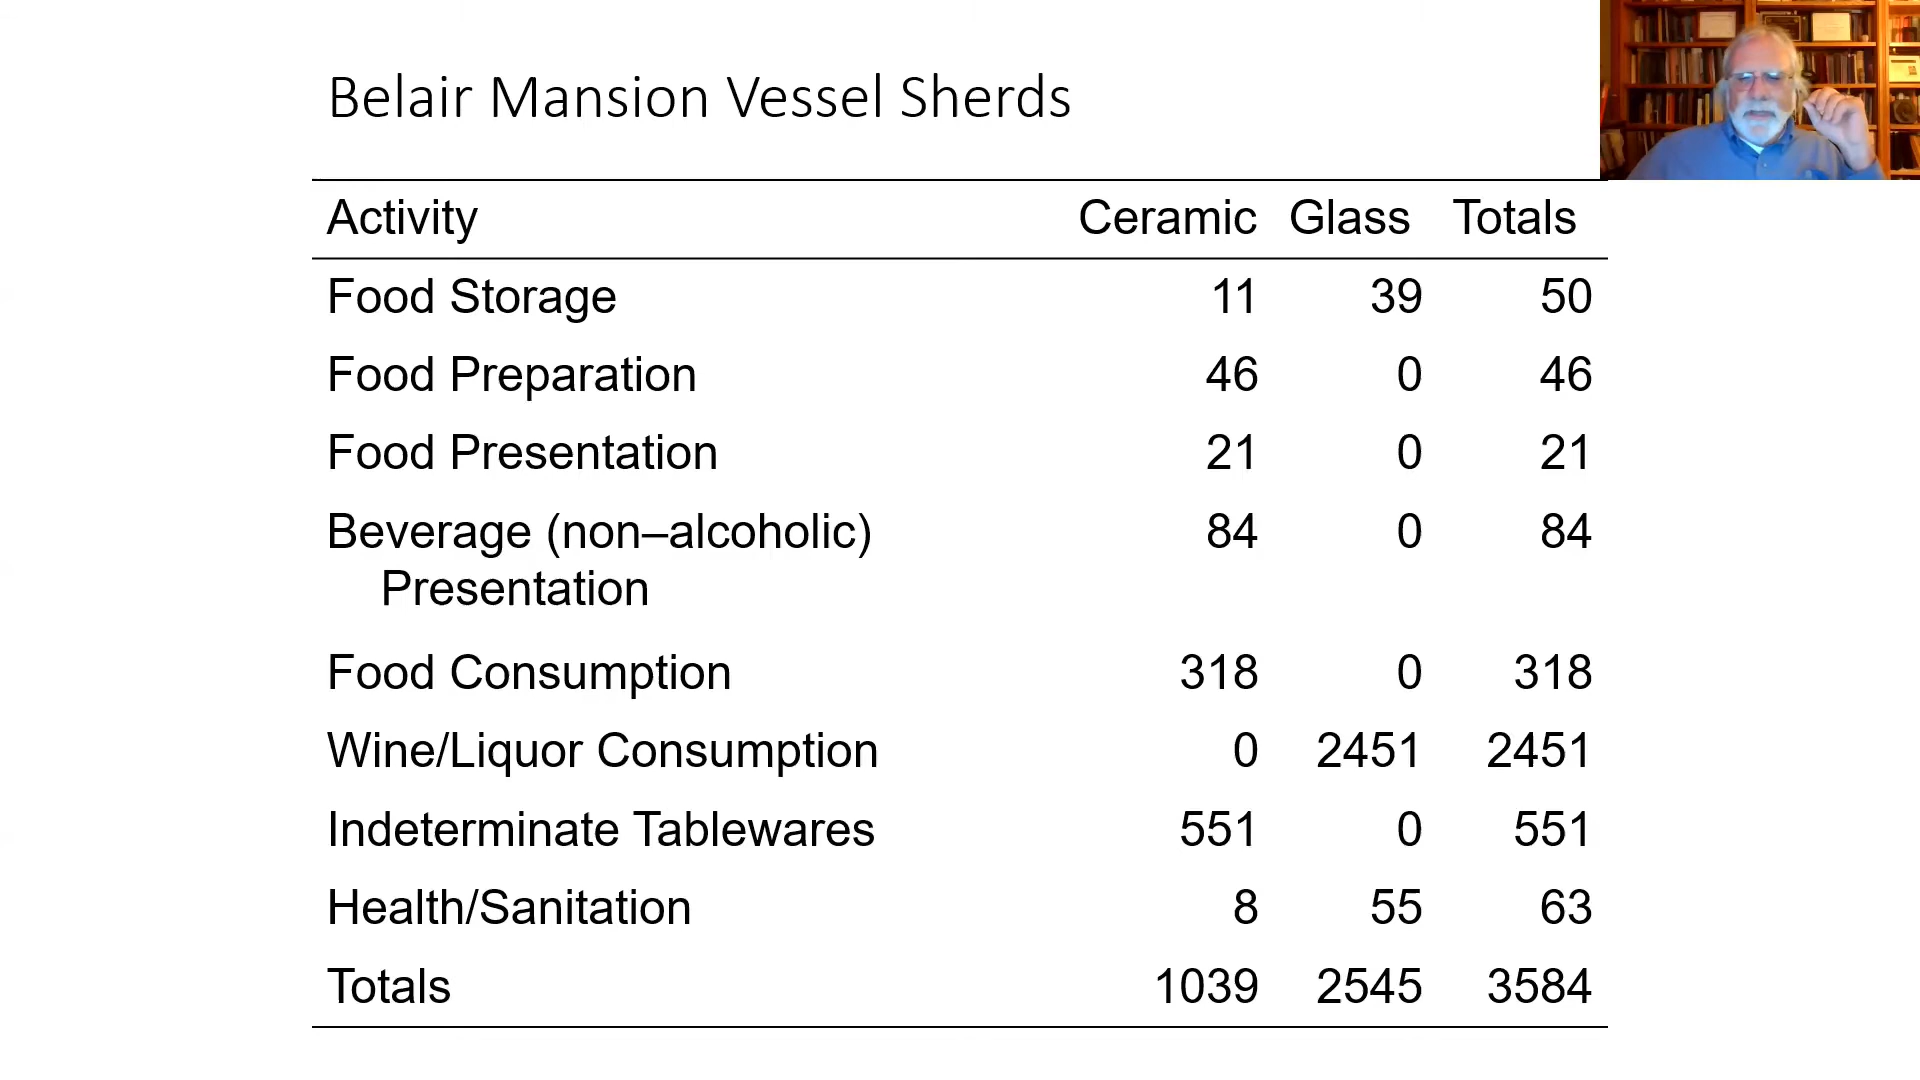 Belair Mansion Vessel Sherds
Activity Ceramic Glass Totals
Food Storage 11 39 50
Food Preparation 46 0 46
Food Presentation 21 0 21
Beverage (non–alcoholic) 84 0 84
Presentation
Food Consumption 318 0 318
Wine/Liquor Consumption 0 2451 2451
Indeterminate Tablewares 551 0 551
Health/Sanitation 8 55 63
Totals 1039 2545 3584